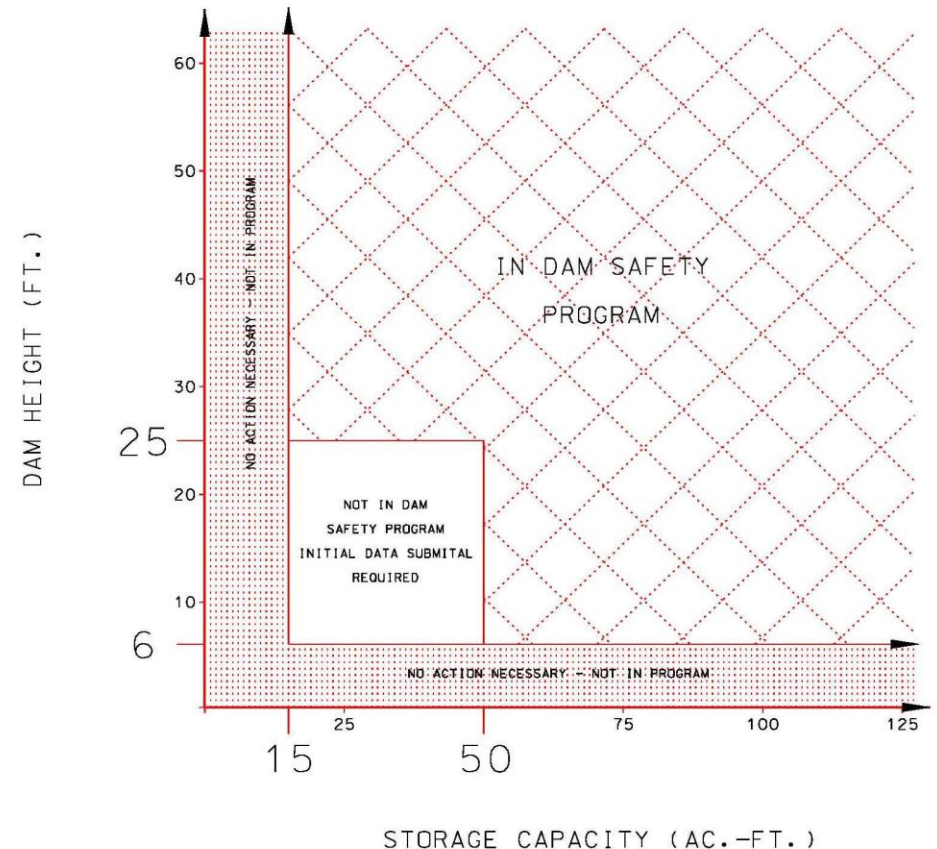 60
50
40
30
25
20
10
6
DAM HEIGHT (FT.)
NO ACTION NECESSARY - NOT IN PROGRAM
IN DAM SAFETY
PROGRAM
NOT IN DAM
SAFETY PROGRAM
INITIAL DATA SUBMITAL
REQUIRED
NO ACTION NECESSARY - NOT IN PROGRAM
25 75 100 125
15 50
STORAGE CAPACITY (AC.-FT.)